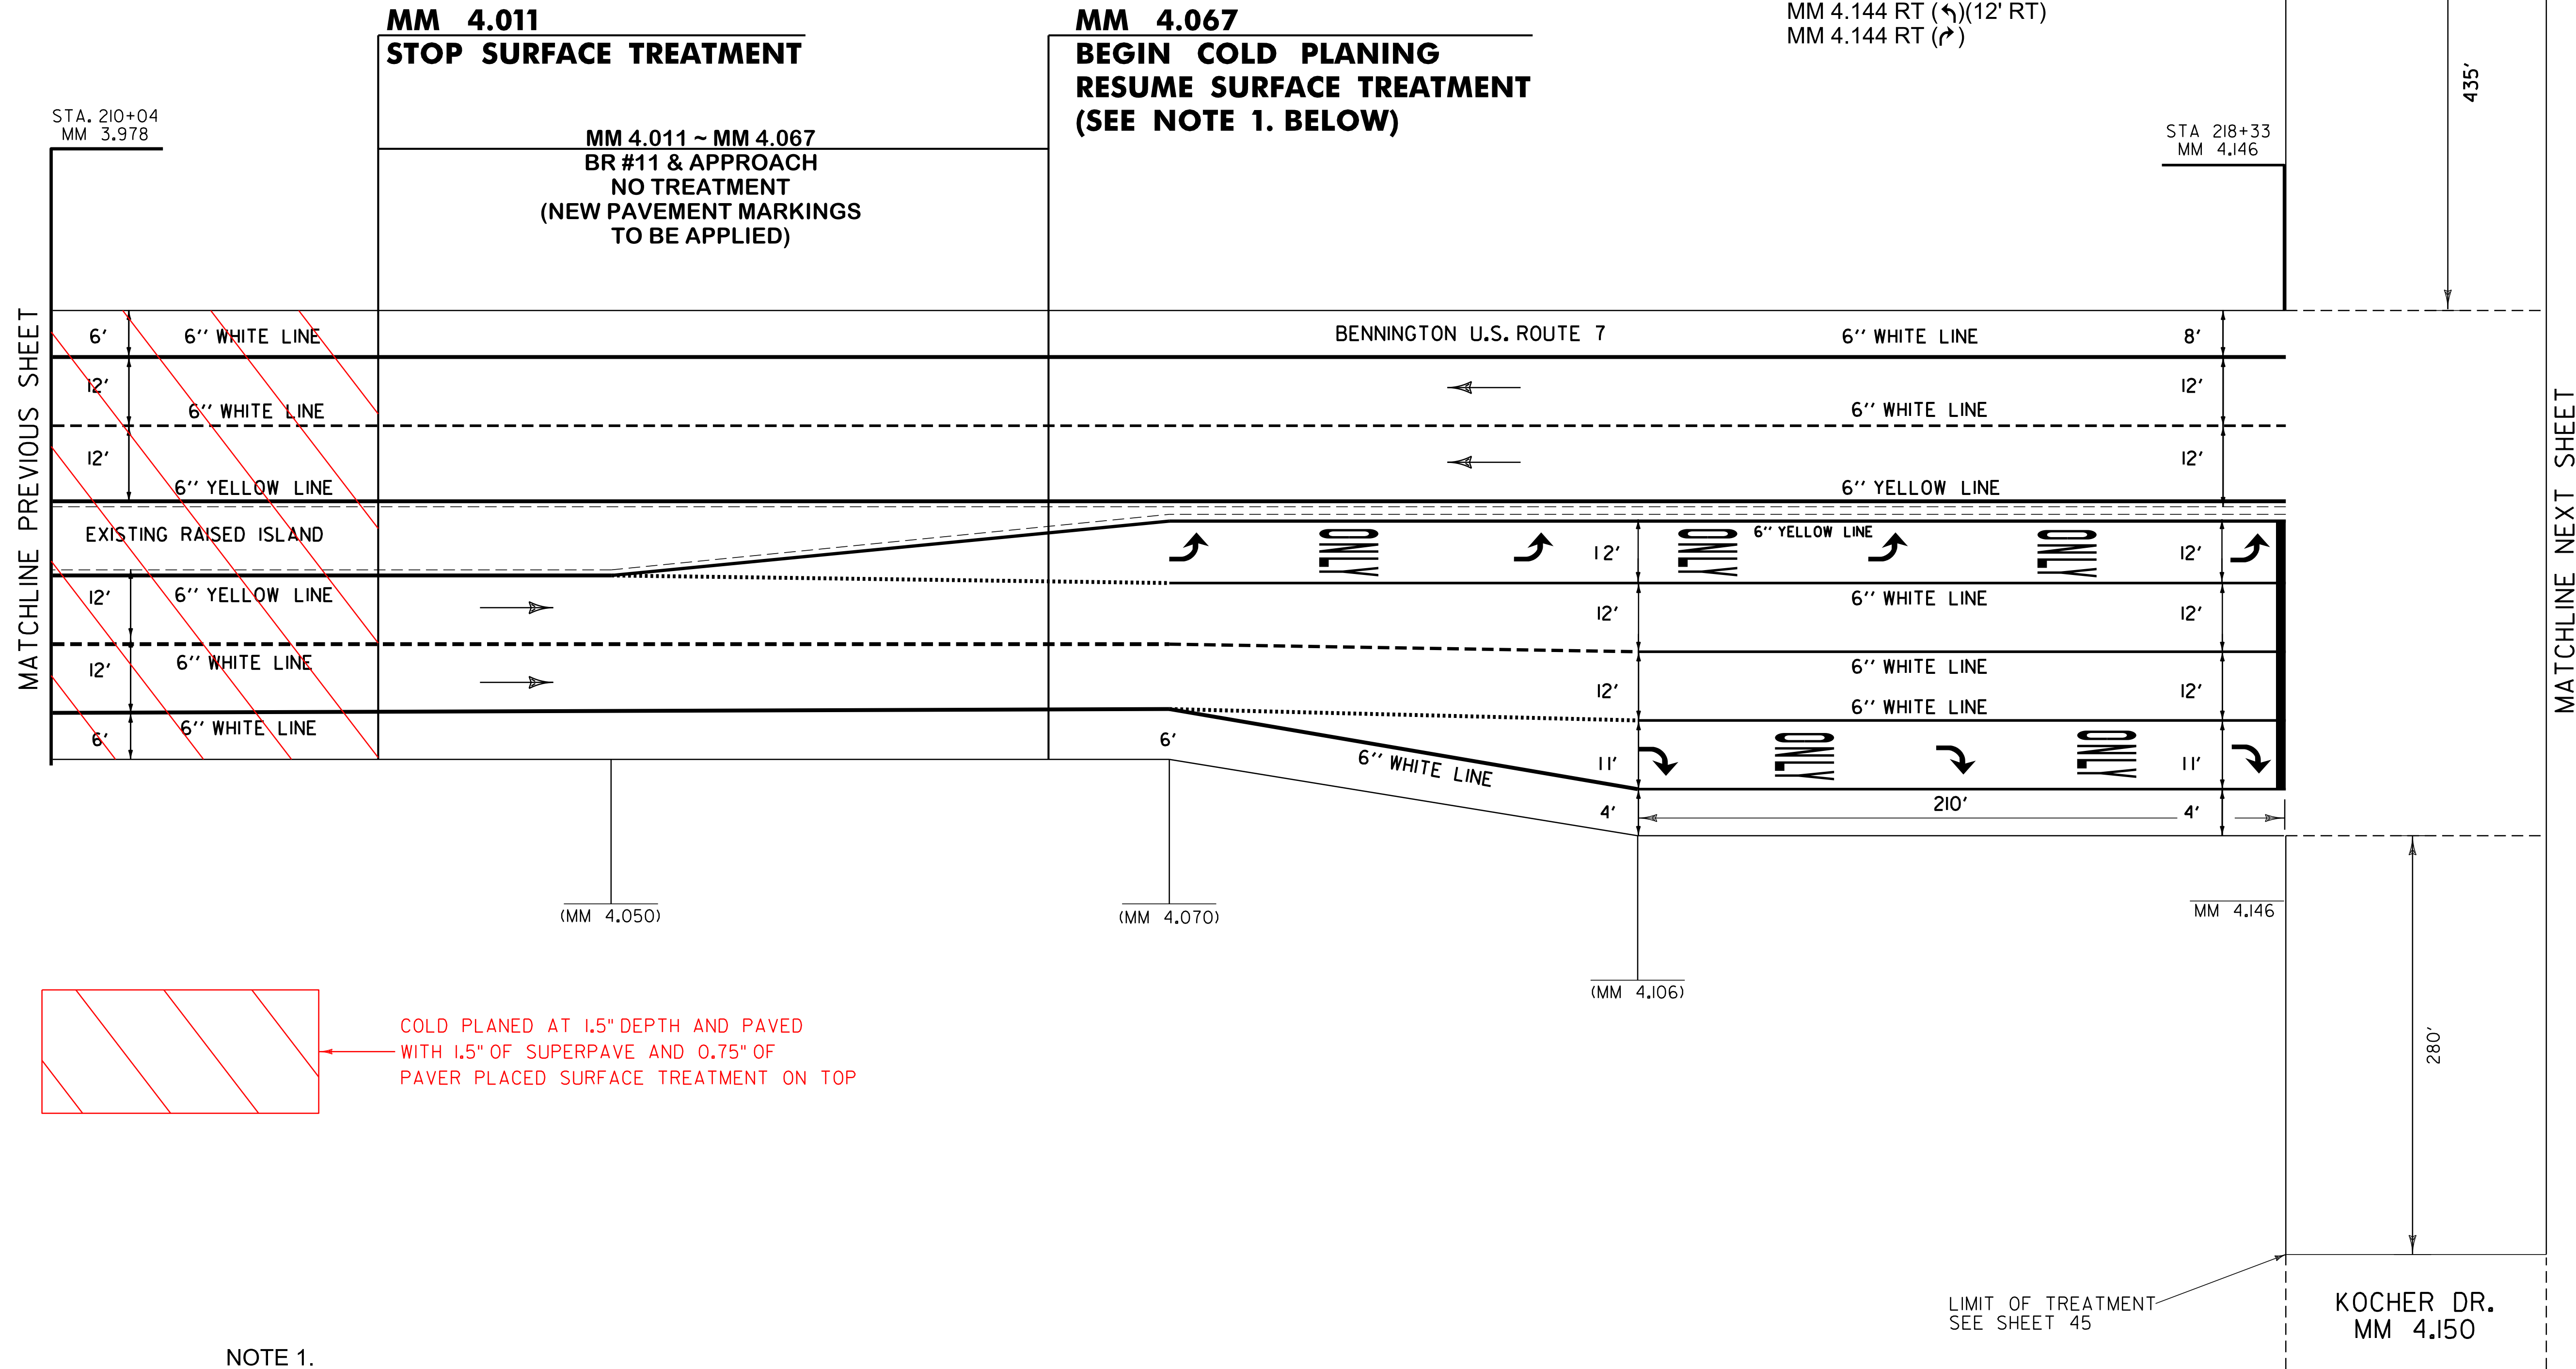 MM 4.011
STOP SURFACE TREATMENT
MM 4.067
BEGIN COLD PLANING
RESUME SURFACE TREATMENT
(SEE NOTE 1. BELOW)
MM 4.144 RT (↰)(12' RT)
MM 4.144 RT (↱)
435'
STA. 210+04
MM 3.978
MM 4.011 ~ MM 4.067
BR #11 & APPROACH
NO TREATMENT
(NEW PAVEMENT MARKINGS
TO BE APPLIED)
STA 218+33
MM 4.146
MATCHLINE PREVIOUS SHEET
MATCHLINE NEXT SHEET
6' 6'' WHITE LINE
BENNINGTON U.S. ROUTE 7
6'' WHITE LINE 8'
12'
12'
6'' WHITE LINE
6'' WHITE LINE
12'
12'
6'' YELLOW LINE
6'' YELLOW LINE
EXISTING RAISED ISLAND
ONLY
ONLY
6'' YELLOW LINE
ONLY
12'
12'
12'
6'' YELLOW LINE
12'
6'' WHITE LINE
12'
12'
6'' WHITE LINE
12'
6'' WHITE LINE
12'
6'' WHITE LINE
6'
6'' WHITE LINE
6'
6'' WHITE LINE
11'
ONLY
ONLY
11'
4'
210'
4'
(MM 4.050)
(MM 4.070)
MM 4.146
(MM 4.106)
COLD PLANED AT 1.5" DEPTH AND PAVED
WITH 1.5" OF SUPERPAVE AND 0.75" OF
PAVER PLACED SURFACE TREATMENT ON TOP
280'
LIMIT OF TREATMENT
SEE SHEET 45
KOCHER DR.
MM 4.150
NOTE 1.